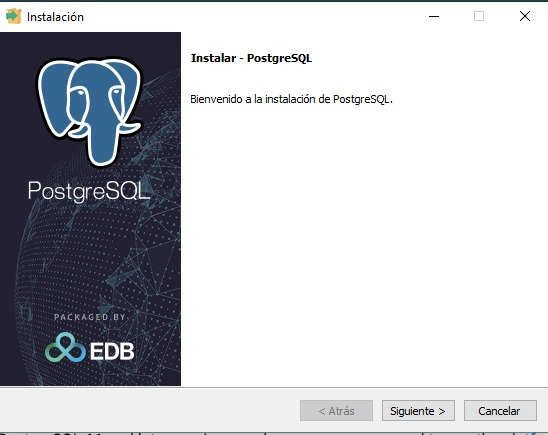 Instalación
Instalar - PostgreSQL
Bienvenido a la instalación de PostgreSQL.
PostgreSQL
PACKAGED BY
EDB
< Atrás
Siguiente >
Cancelar